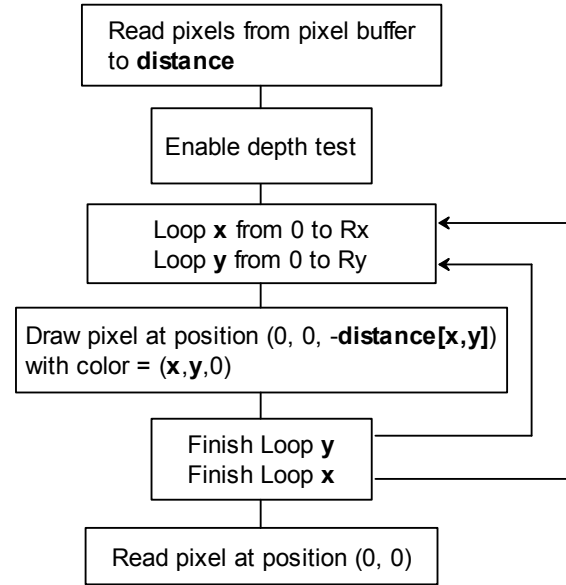 Read pixels from pixel buffer
to distance
Enable depth test
Loop x from 0 to Rx
Loop y from 0 to Ry
Draw pixel at position (0, 0, -distance[x,y])
with color = (x,y,0)
Finish Loop y
Finish Loop x
Read pixel at position (0, 0)